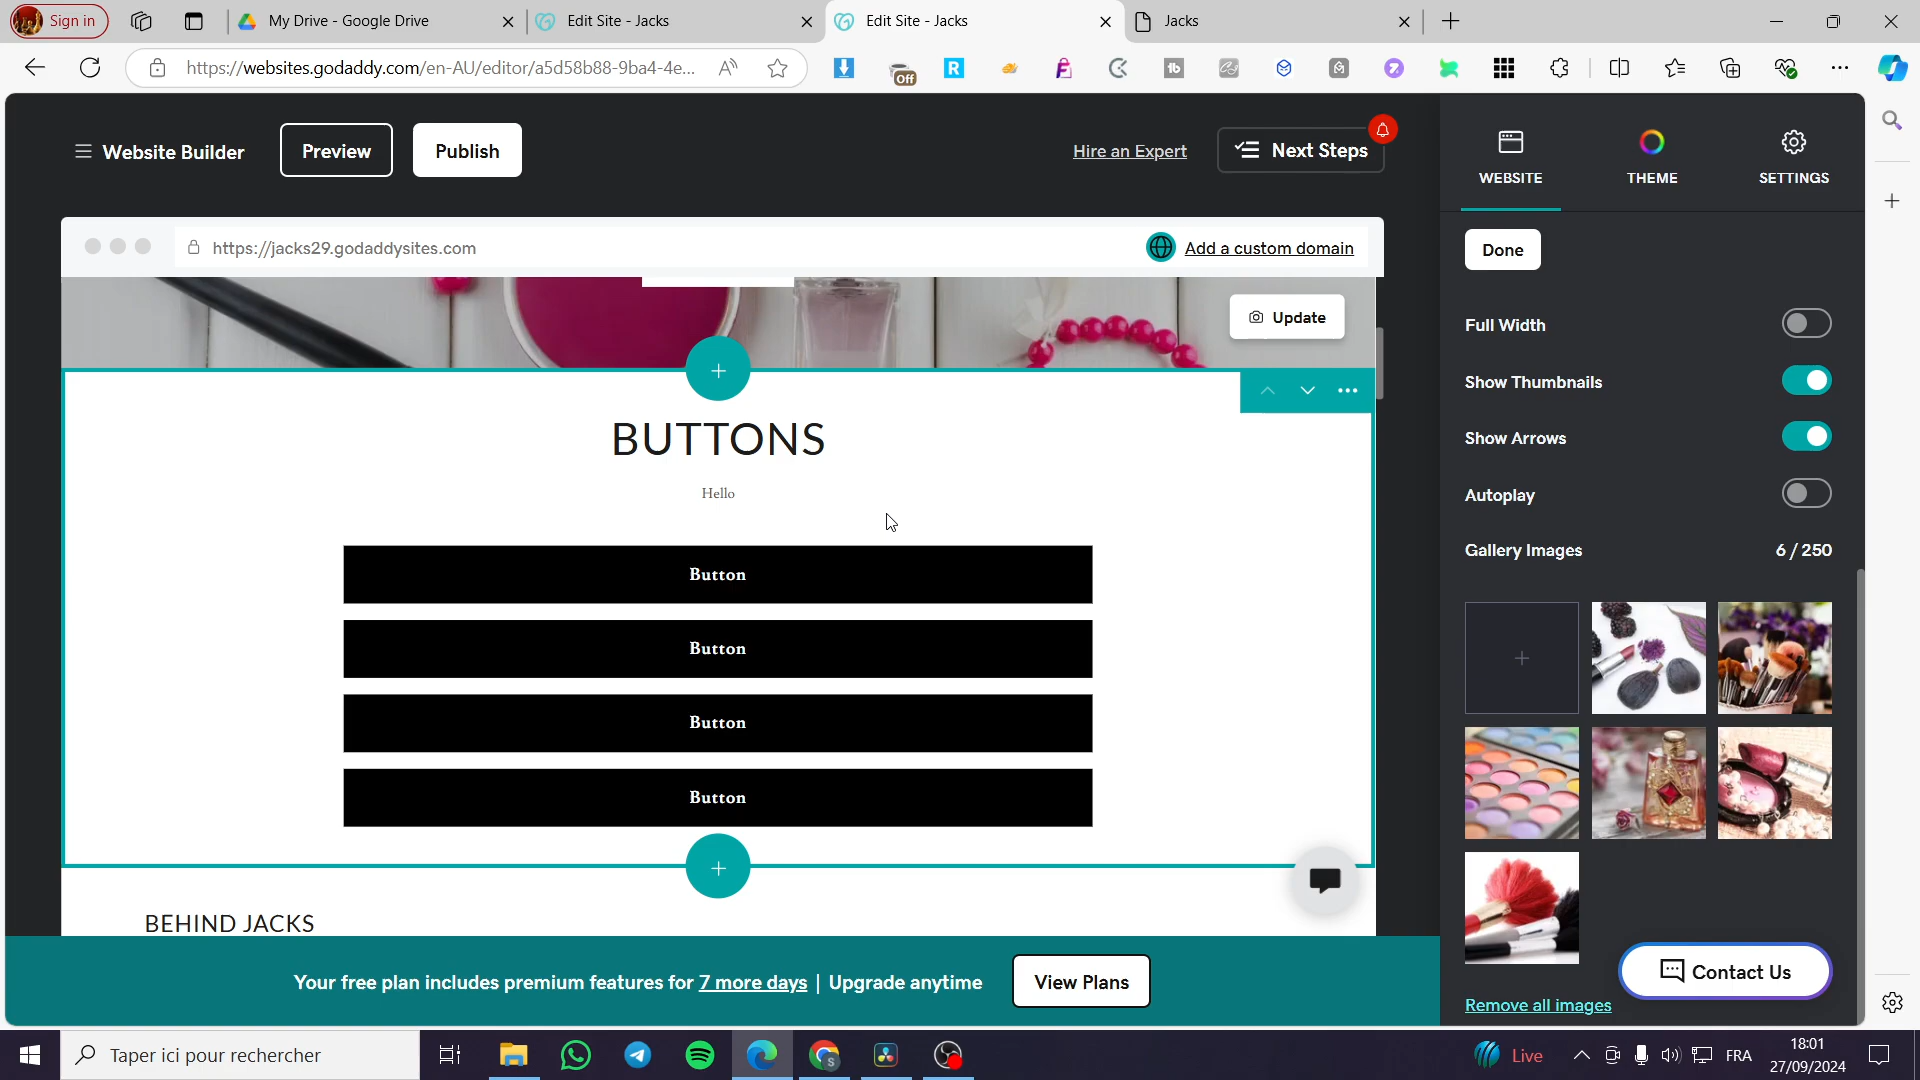 Sign in
My Drive - Google Drive
Edit Site - Jacks
Edit Site - Jacks
Jacks
https://websites.godaddy.com/en-AU/editor/a5d58b88-9ba4-4e...
Off
R
tb
Website Builder
Preview
Publish
Hire an Expert
Next Steps
WEBSITE
THEME
SETTINGS
https://jacks29.godaddysites.com
Add a custom domain
Done
Update
Full Width
Show Thumbnails
Show Arrows
Autoplay
Gallery Images
6 / 250
BUTTONS
Hello
Button
Button
Button
Button
BEHIND JACKS
Your free plan includes premium features for 7 more days | Upgrade anytime
View Plans
Contact Us
Remove all images
Taper ici pour rechercher
S
Live
FRA
18:01
27/09/2024